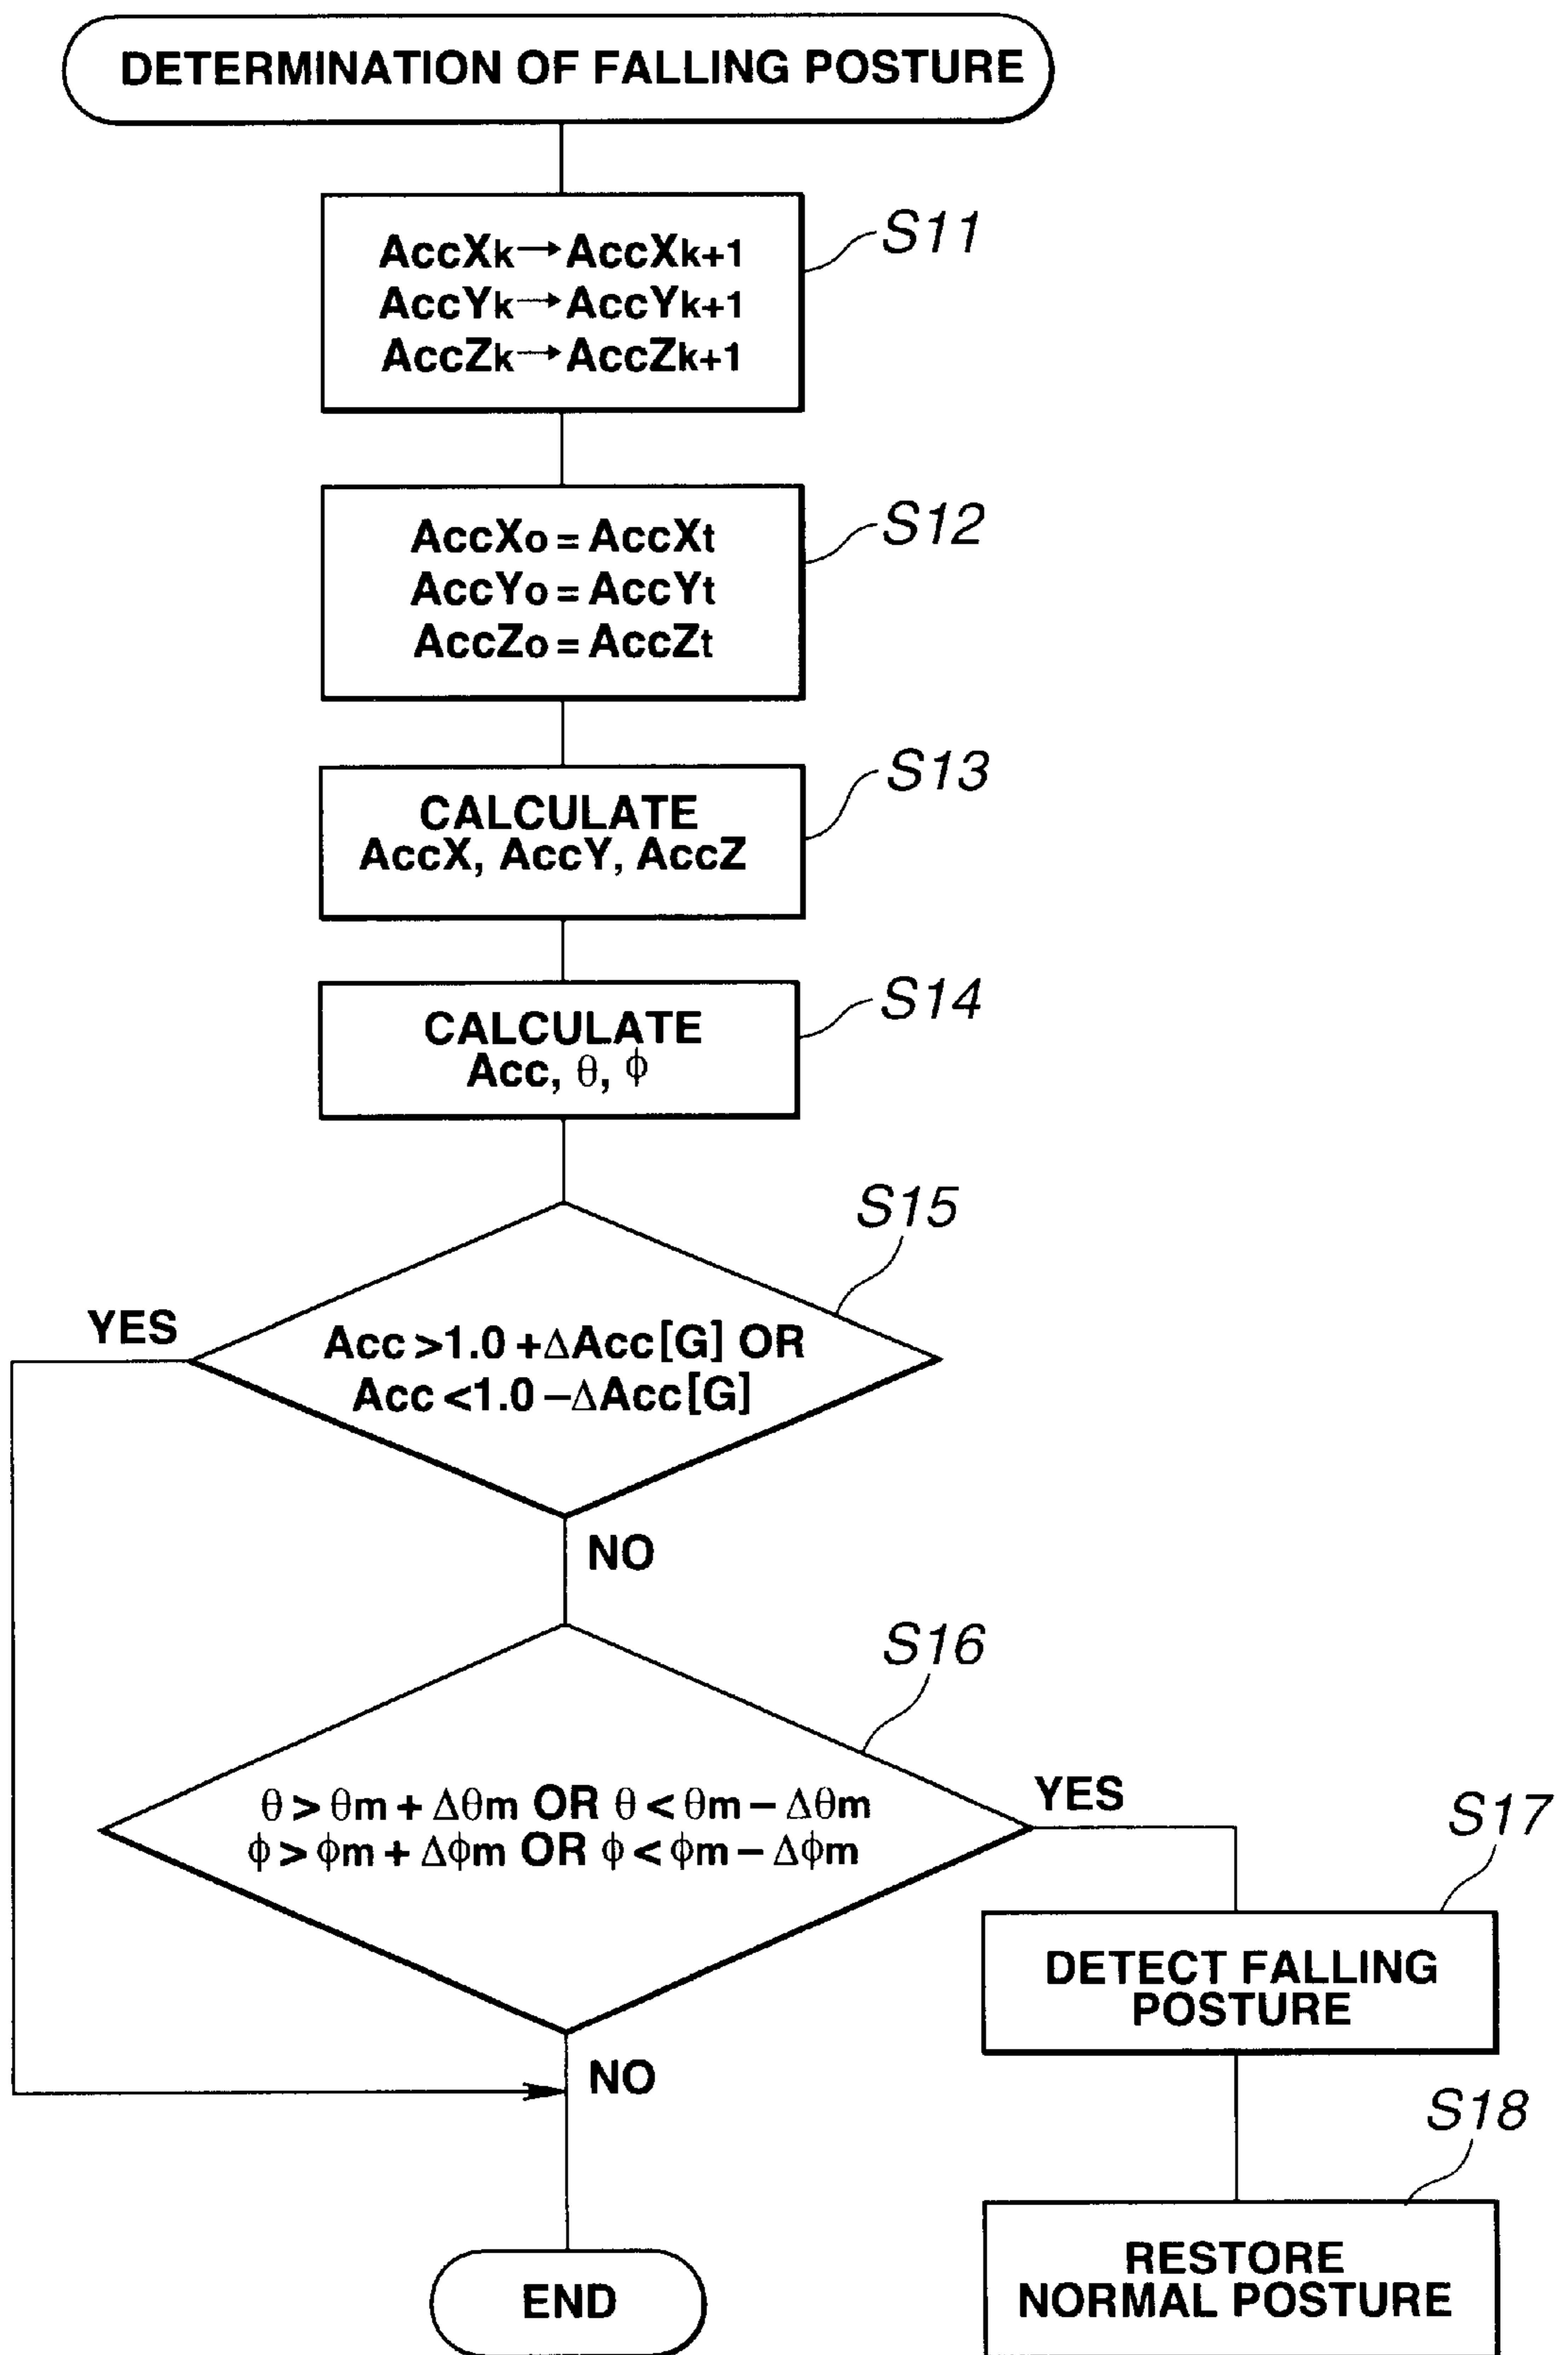 DETERMINATION OF FALLING POSTURE
AccXk→AccXk+1
AccYk→AccYk+1
AccZk→AccZk+1
S11
AccXo = AccXt
AccYo = AccYt
AccZo = AccZt
S12
CALCULATE
AccX, AccY, AccZ
S13
CALCULATE
Acc, θ, ϕ
S14
S15
YES
Acc >1.0 +ΔAcc[G] OR
Acc <1.0 −ΔAcc[G]
NO
S16
θ > θm + Δθm OR θ < θm − Δθm
ϕ > ϕm + Δϕm OR ϕ < ϕm − Δϕm
YES
S17
DETECT FALLING
POSTURE
NO
S18
RESTORE
NORMAL POSTURE
END